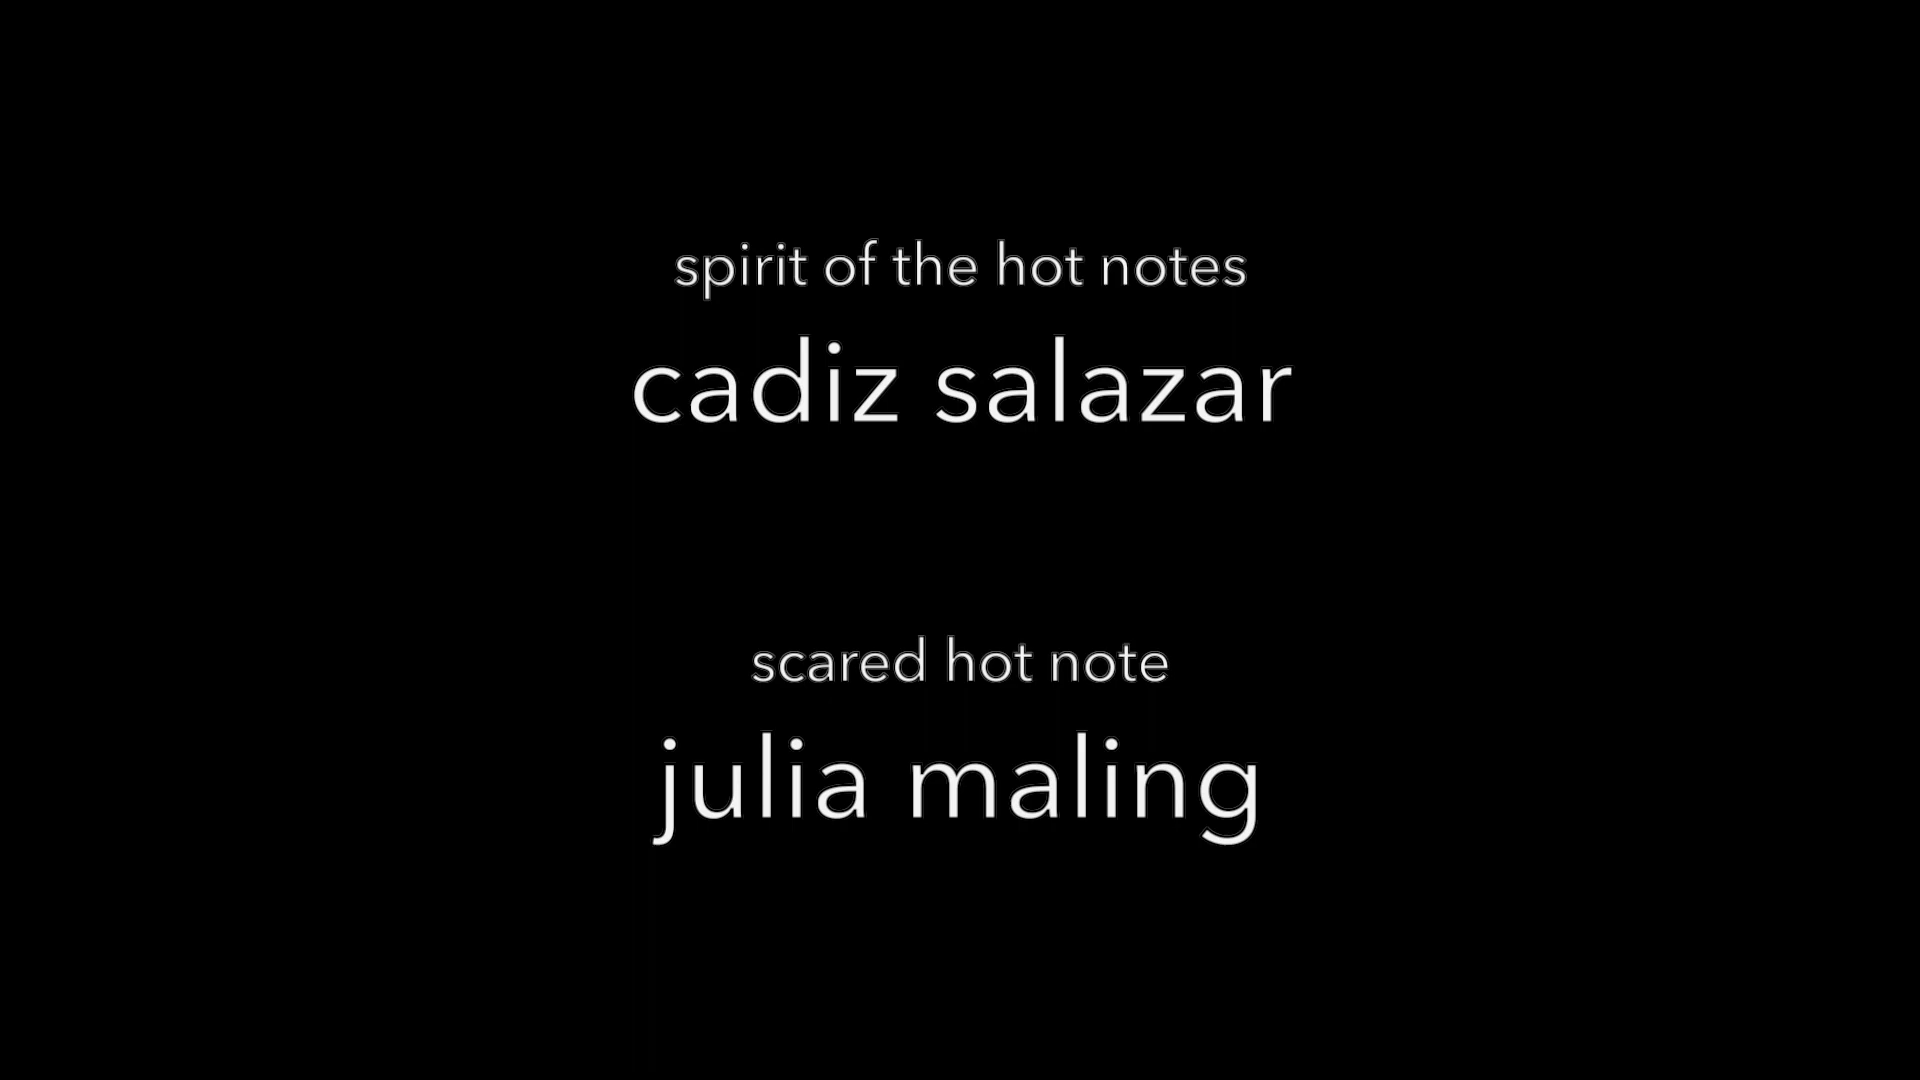 spirit of the hot notes
cadiz salazar
scared hot note
julia maling